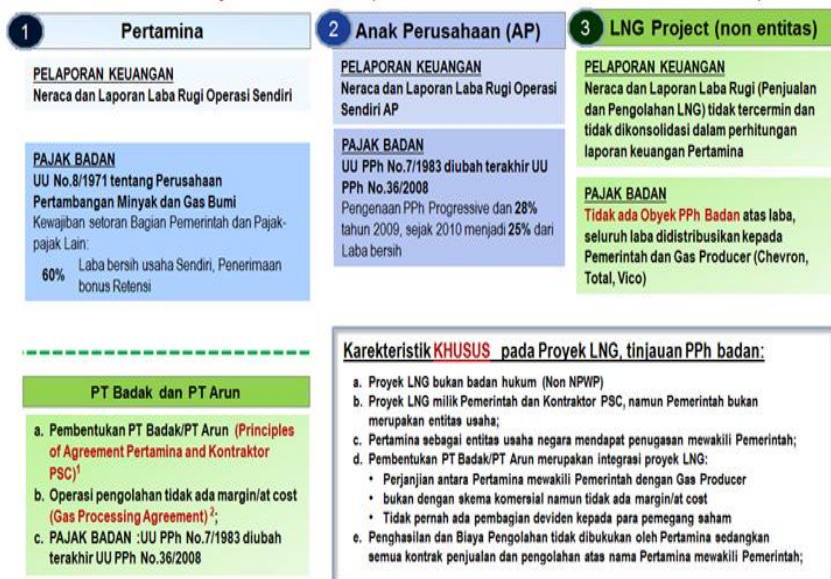 1 Pertamina
PELAPORAN KEUANGAN
Neraca dan Laporan Laba Rugi Operasi Sendiri
PAJAK BADAN
UU No.8/1971 tentang Perusahaan
Pertambangan Minyak dan Gas Bumi
Kewajiban setoran Bagian Pemerintah dan Pajak-
pajak Lain:
60% Laba bersih usaha Sendiri, Penerimaan
bonus Retensi
2 Anak Perusahaan (AP)
PELAPORAN KEUANGAN
Neraca dan Laporan Laba Rugi Operasi
Sendiri AP
PAJAK BADAN
UU PPh No.7/1983 diubah terakhir UU
PPh No.36/2008
Pengenaan PPh Progressive dan 28%
tahun 2009, sejak 2010 menjadi 25% dari
Laba bersih
3 LNG Project (non entitas)
PELAPORAN KEUANGAN
Neraca dan Laporan Laba Rugi (Penjualan
dan Pengolahan LNG) tidak tercermin dan
tidak dikonsolidasi dalam perhitungan
laporan keuangan Pertamina
PAJAK BADAN
Tidak ada Obyek PPh Badan atas laba,
seluruh laba didistribusikan kepada
Pemerintah dan Gas Producer (Chevron,
Total, Vico)
PT Badak dan PT Arun
a. Pembentukan PT Badak/PT Arun (Principles
of Agreement Pertamina and Kontraktor
PSC)1
b. Operasi pengolahan tidak ada margin/at cost
(Gas Processing Agreement) 2;
c. PAJAK BADAN :UU PPh No.7/1983 diubah
terakhir UU PPh No.36/2008
Karekteristik KHUSUS pada Proyek LNG, tinjauan PPh badan:
a. Proyek LNG bukan badan hukum (Non NPWP)
b. Proyek LNG milik Pemerintah dan Kontraktor PSC, namun Pemerintah bukan
merupakan entitas usaha;
c. Pertamina sebagai entitas usaha negara mendapat penugasan mewakili Pemerintah;
d. Pembentukan PT Badak/PT Arun merupakan integrasi proyek LNG:
• Perjanjian antara Pertamina mewakili Pemerintah dengan Gas Producer
• bukan dengan skema komersial namun tidak ada margin/at cost
• Tidak pernah ada pembagian deviden kepada para pemegang saham
e. Penghasilan dan Biaya Pengolahan tidak dibukukan oleh Pertamina sedangkan
semua kontrak penjualan dan pengolahan atas nama Pertamina mewakili Pemerintah;